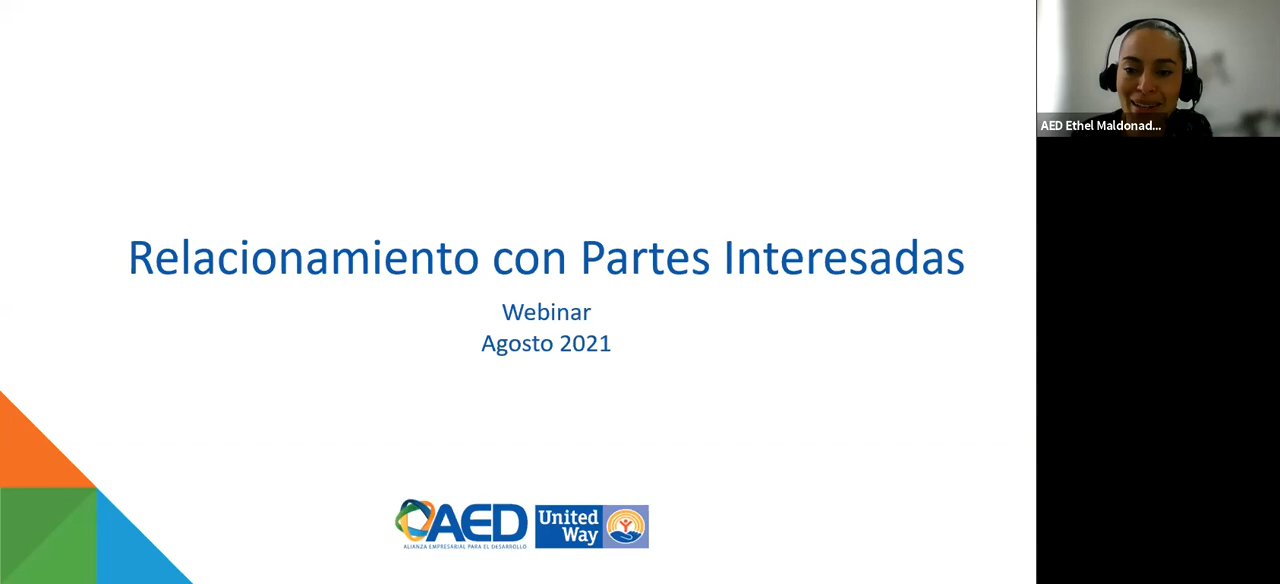 AED Ethel Maldonad...
Relacionamiento con Partes Interesadas
Webinar
Agosto 2021
AED
ALIANZA EMPRESARIAL PARA EL DESARROLLO
United
Way